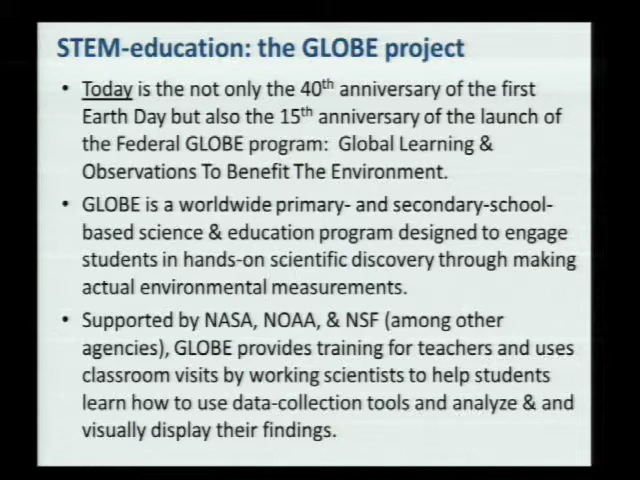 STEM-education: the GLOBE project
• Today is the not only the 40th anniversary of the first
Earth Day but also the 15th anniversary of the launch of
the Federal GLOBE program: Global Learning &
Observations To Benefit The Environment.
• GLOBE is a worldwide primary- and secondary-school-
based science & education program designed to engage
students in hands-on scientific discovery through making
actual environmental measurements.
• Supported by NASA, NOAA, & NSF (among other
agencies), GLOBE provides training for teachers and uses
classroom visits by working scientists to help students
learn how to use data-collection tools and analyze & and
visually display their findings.